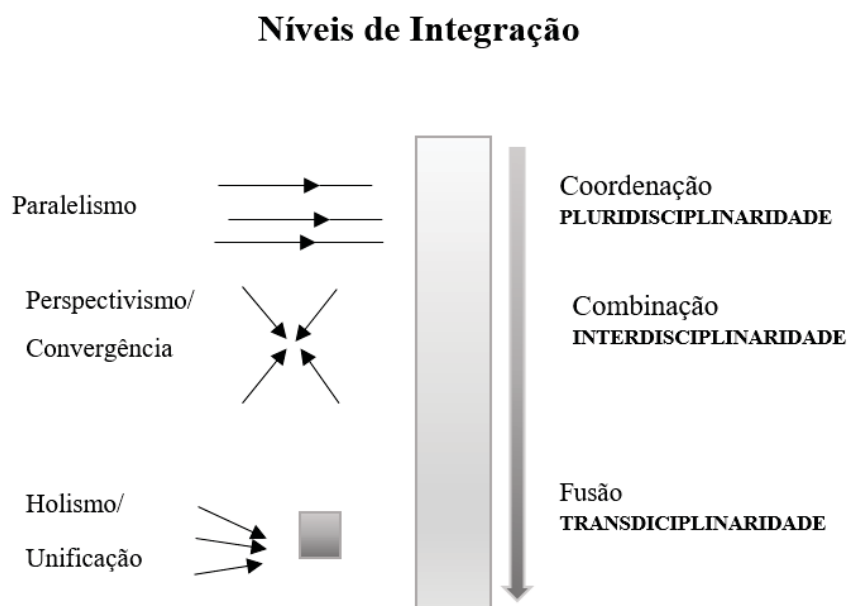 Níveis de Integração
Paralelismo
Coordenação
PLURIDISCIPLINARIDADE
Perspectivismo/
Convergência
Combinação
INTERDISCIPLINARIDADE
Holismo/
Unificação
Fusão
TRANSDICIPLINARIDADE